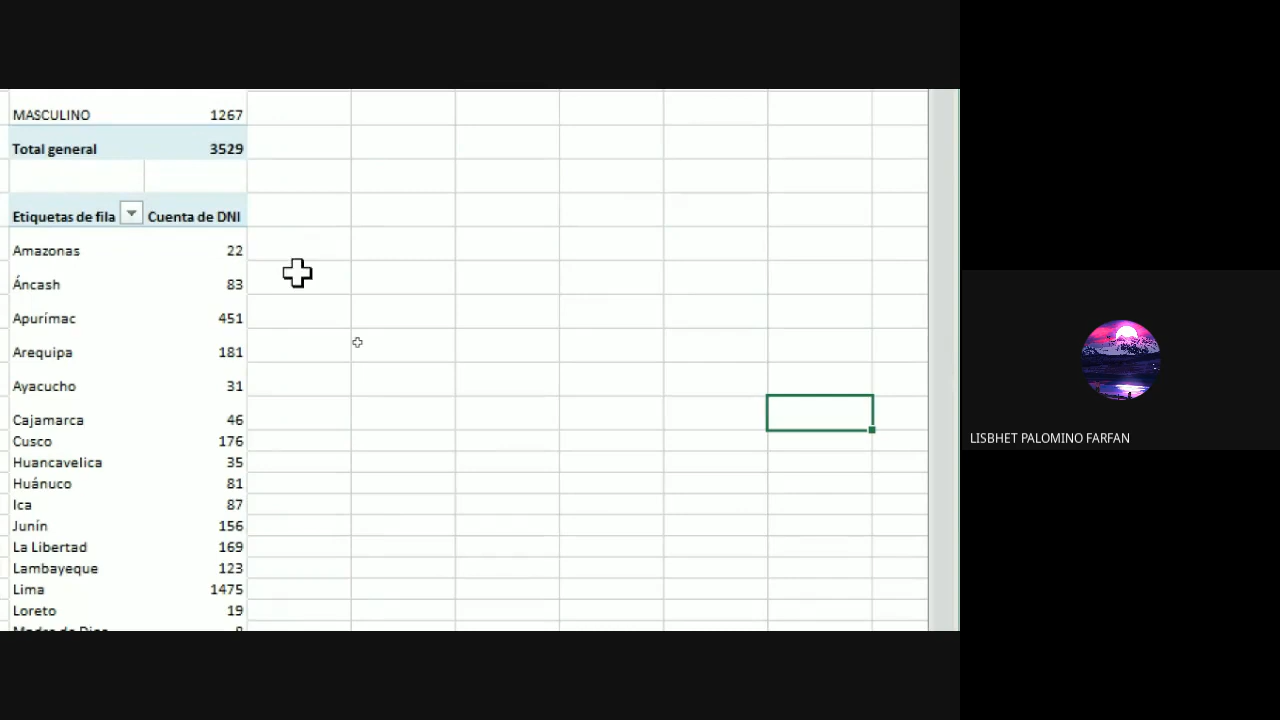 MASCULINO 1267
Total general 3529
Etiquetas de fila Cuenta de DNI
Amazonas 22
Áncash 83
Apurímac 451
Arequipa 181
Ayacucho 31
Cajamarca 46
Cusco 176
Huancavelica 35
Huánuco 81
Ica 87
Junín 156
La Libertad 169
Lambayeque 123
Lima 1475
Loreto 19
LISBHET PALOMINO FARFAN